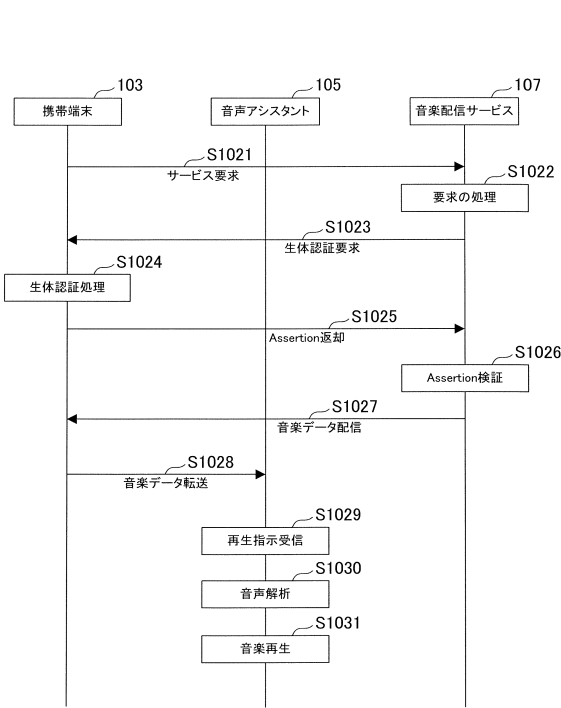 103
105
107
携帯端末
音声アシスタント
音楽配信サービス
S1021
サービス要求
S1022
要求の処理
S1023
生体認証要求
S1024
生体認証処理
S1025
Assertion返却
S1026
Assertion検証
S1027
音楽データ配信
S1028
音楽データ転送
S1029
再生指示受信
S1030
音声解析
S1031
音楽再生